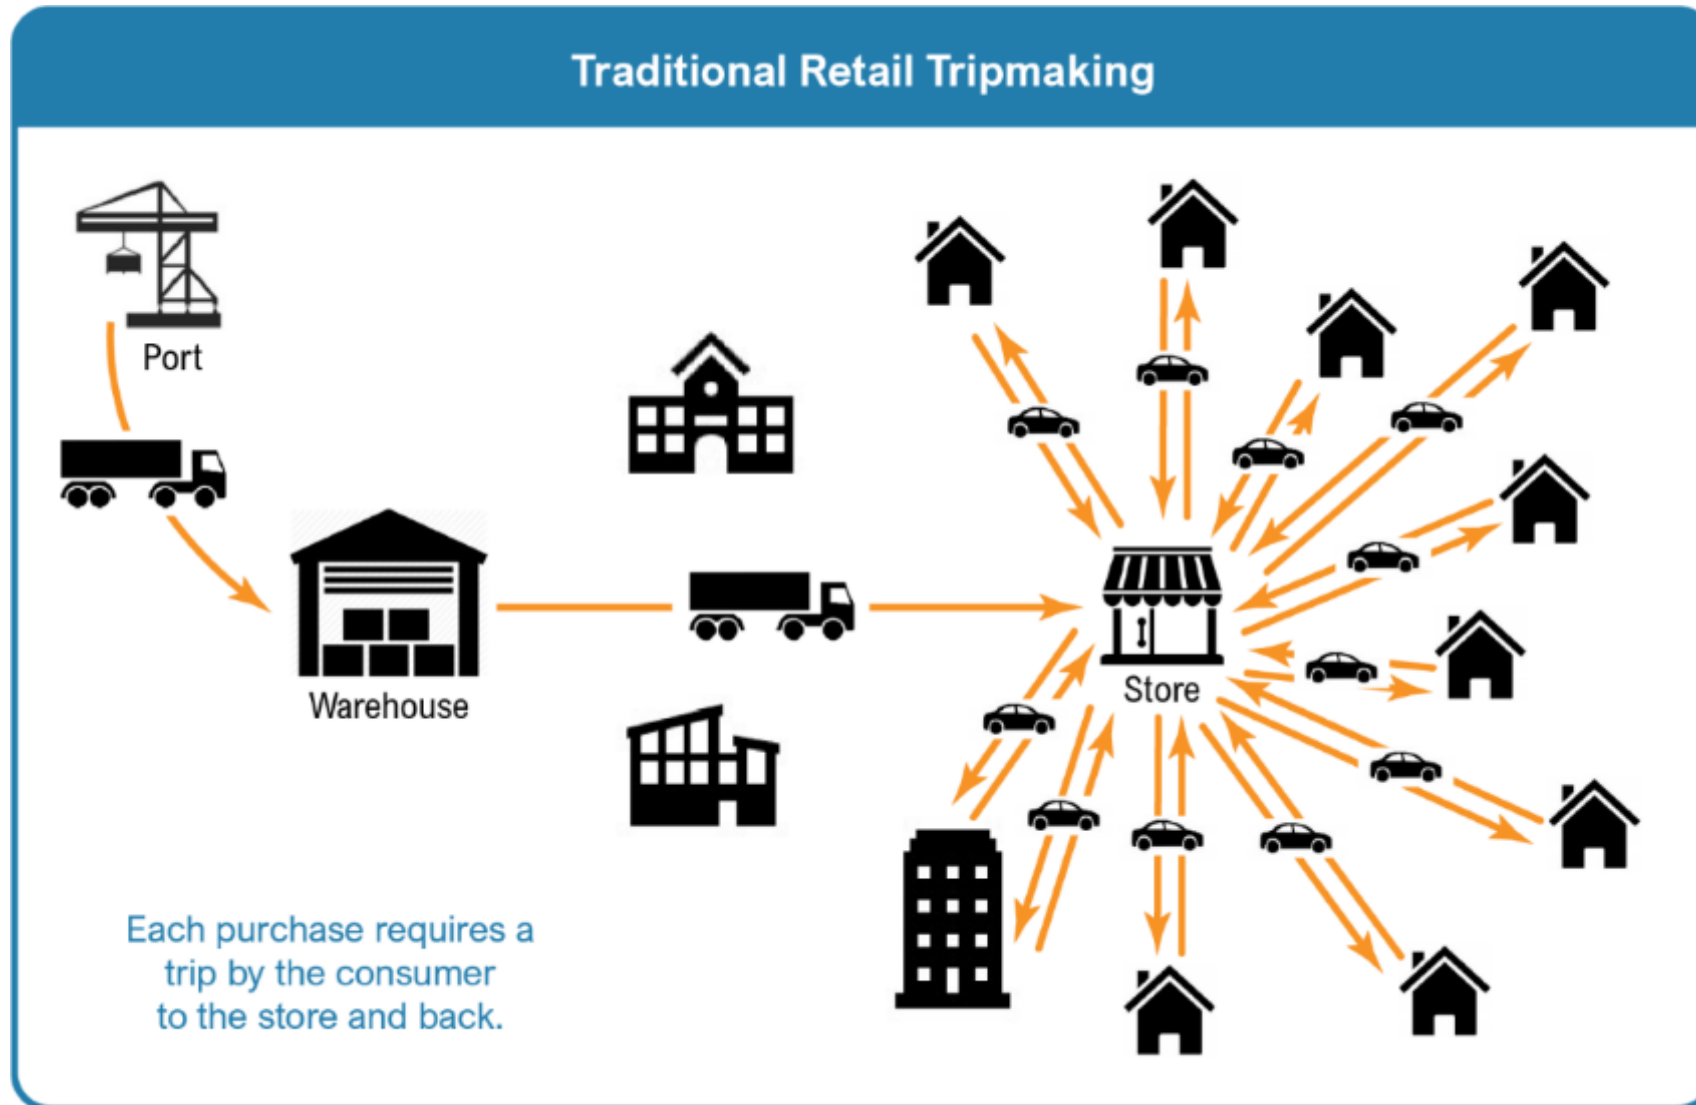 Traditional Retail Tripmaking
Port
Warehouse
Store
Each purchase requires a
trip by the consumer
to the store and back.